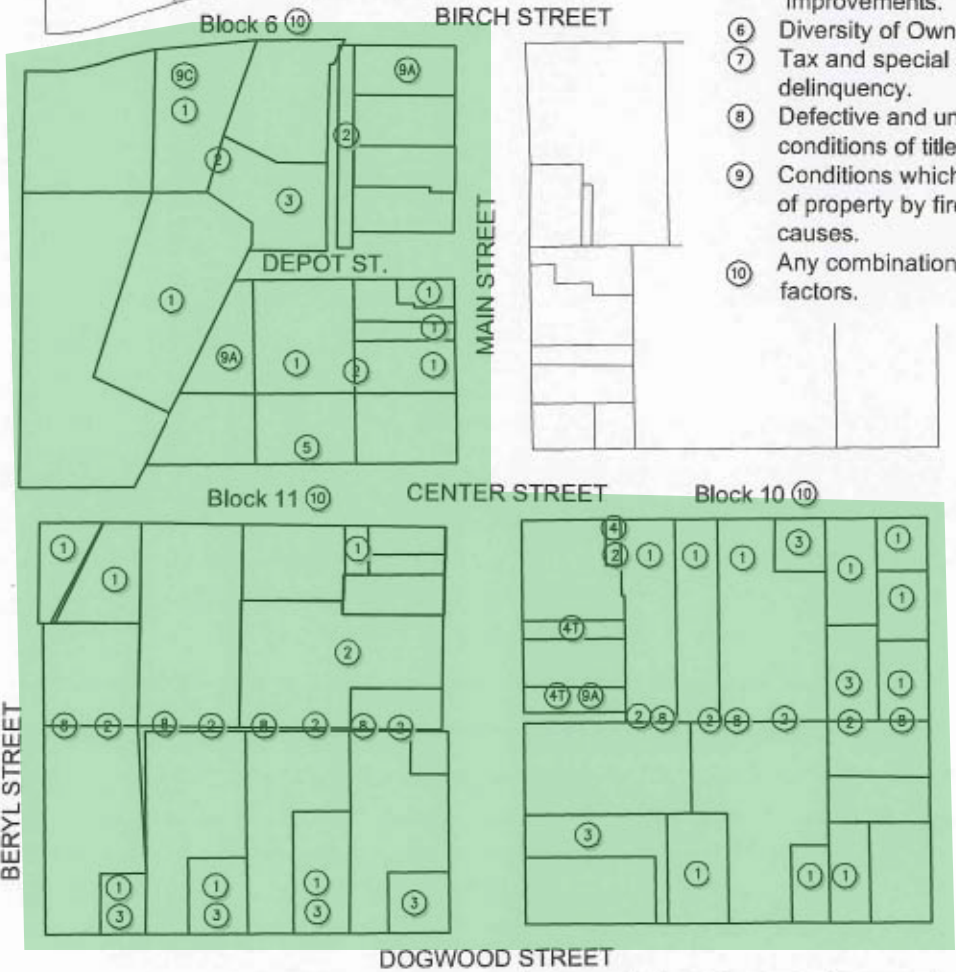 improvements.
⑥ Diversity of Own
⑦ Tax and special
delinquency.
⑧ Defective and un
conditions of title
⑨ Conditions which
of property by fire
causes.
⑩ Any combination
factors.
Block 6 ⑩
BIRCH STREET
9C
1
2
3
2
9A
MAIN STREET
DEPOT ST.
1
9A
1
2
1
1
1
5
Block 11 ⑩
CENTER STREET
Block 10 ⑩
1
1
1
2
8
2
8
2
8
2
8
2
1
3
1
3
1
3
3
BERYL STREET
4
2
1
1
1
3
1
1
1
4T
4T
9A
3
1
2
8
2
8
2
2
8
3
1
1
1
DOGWOOD STREET